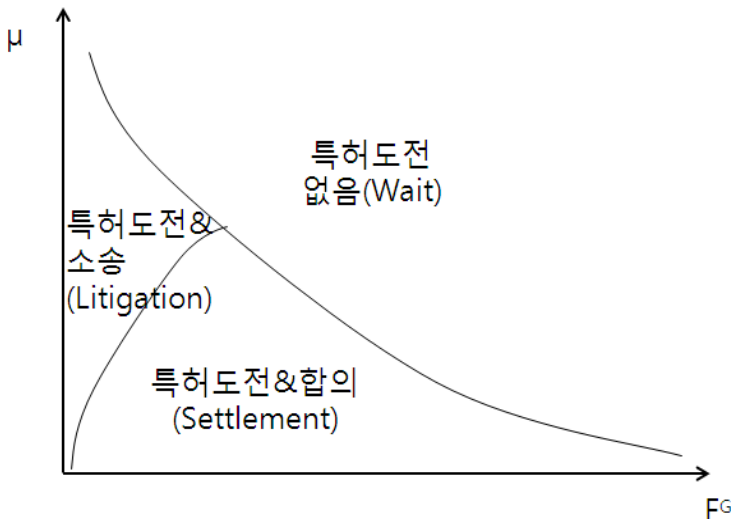 μ
특허도전
없음(Wait)
특허도전&
소송
(Litigation)
특허도전&합의
(Settlement)
Fᴳ